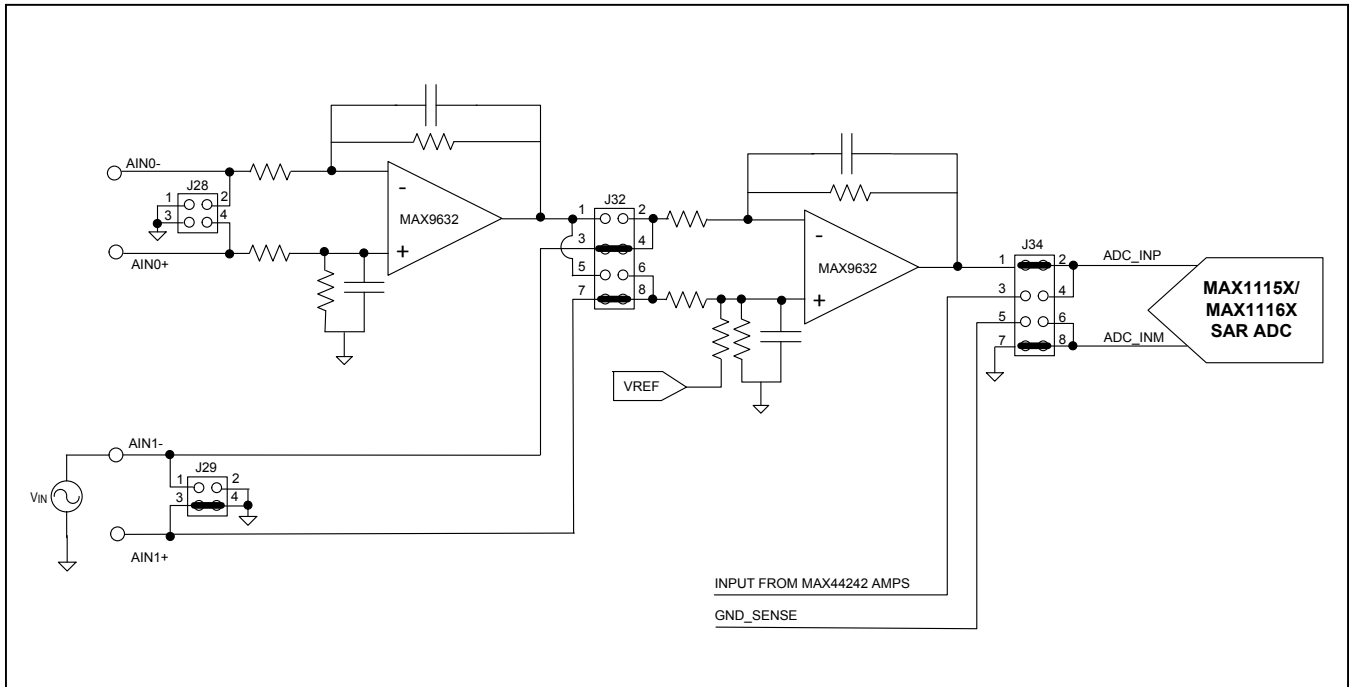 AIN0-
J28
1 2
3 4
AIN0+
-
MAX9632
+
J32
1 2
3 4
5 6
7 8
-
MAX9632
+
VREF
J34
1 2
3 4
5 6
7 8
ADC_INP
ADC_INM
MAX1115X/
MAX1116X
SAR ADC
AIN1-
VIN
J29
1 2
3 4
AIN1+
INPUT FROM MAX44242 AMPS
GND_SENSE